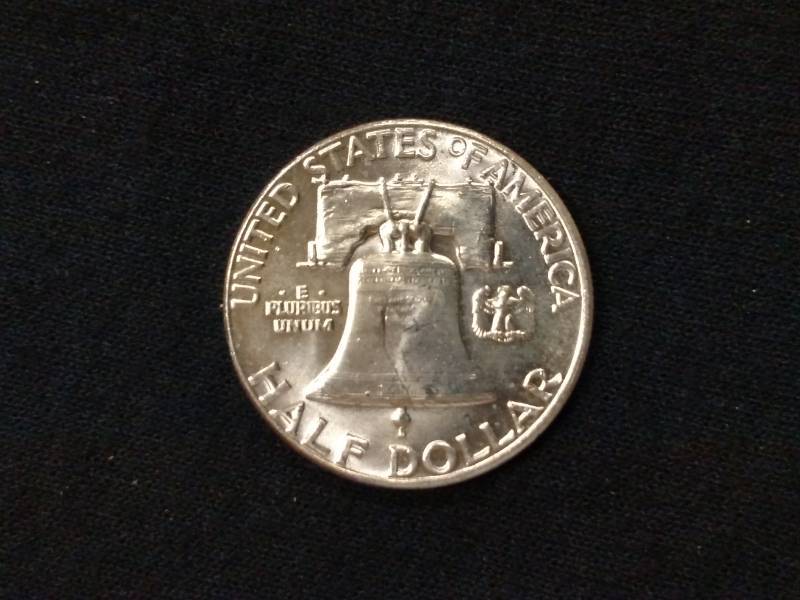 UNITED STATES OF AMERICA
· E ·
PLURIBUS
UNUM
HALF DOLLAR